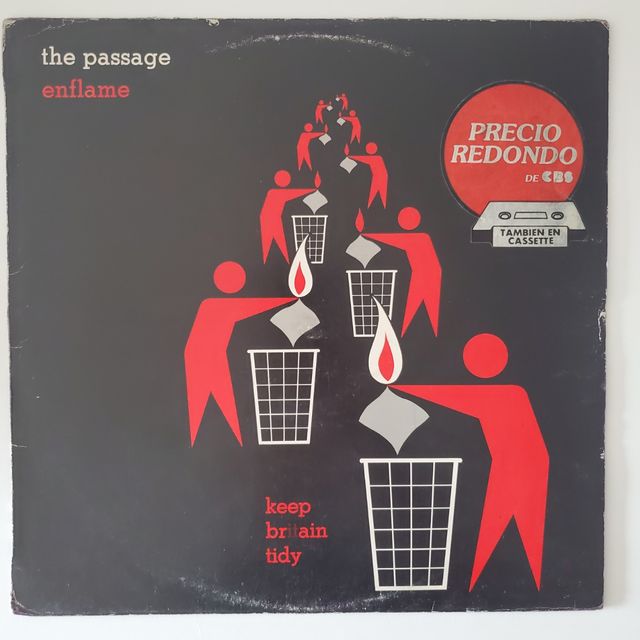 the passage
enflame
PRECIO
REDONDO
DE CBS
TAMBIEN EN
CASSETTE
keep
britain
tidy